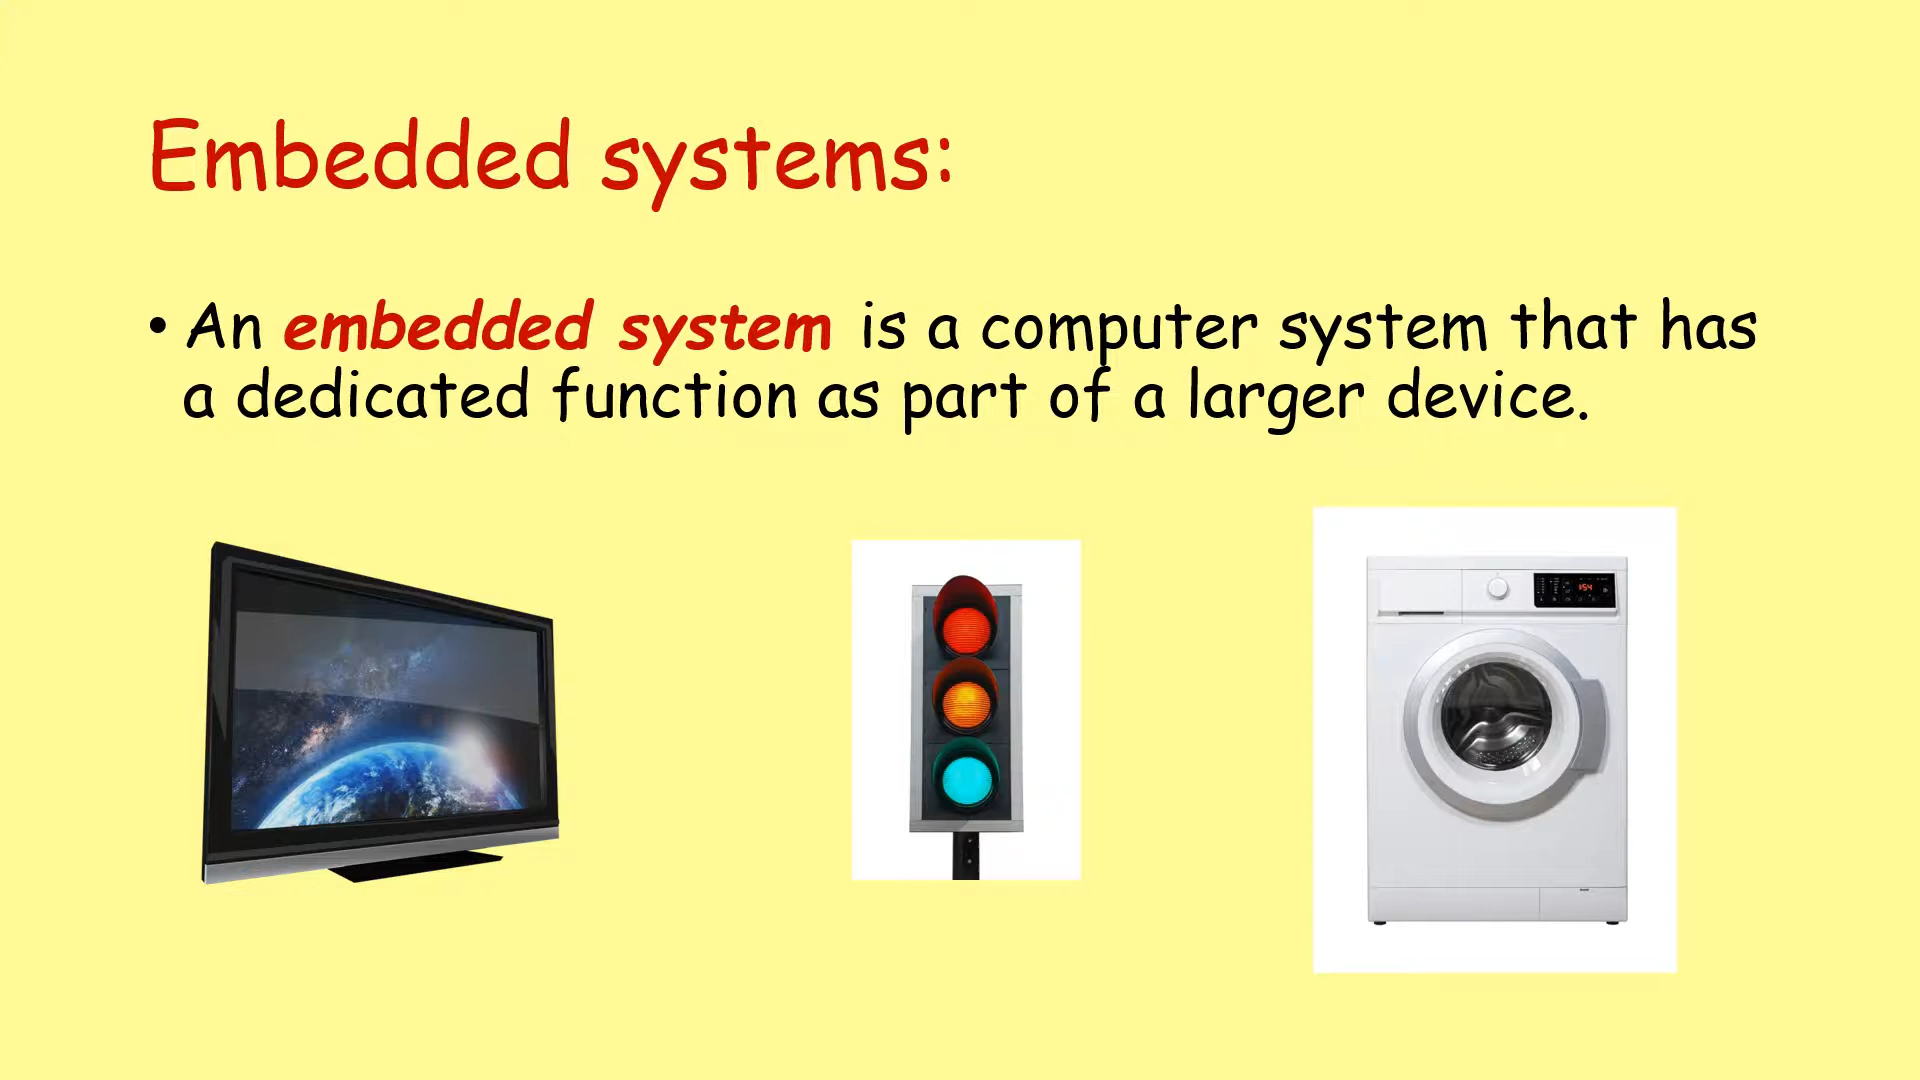 Embedded systems:
• An embedded system is a computer system that has
a dedicated function as part of a larger device.